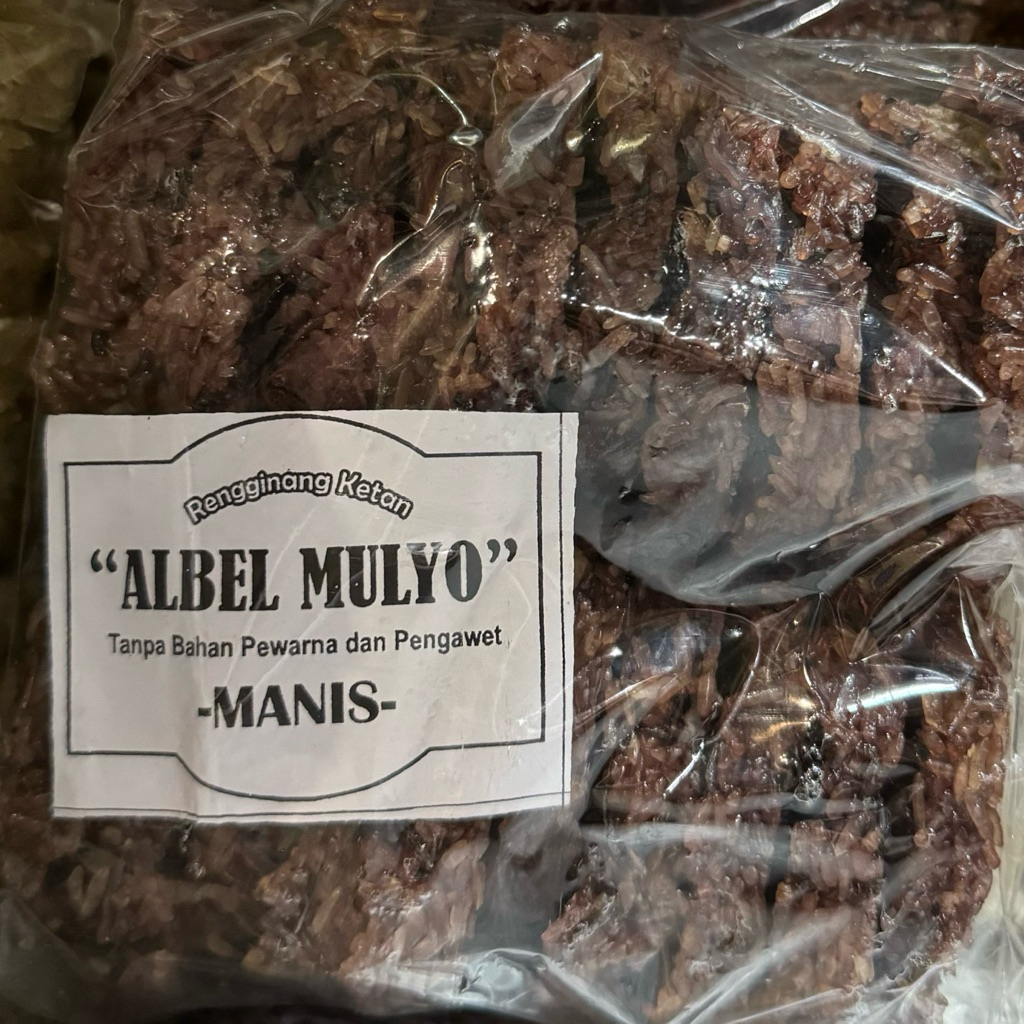 Rengginang Ketan
“ALBEL MULYO”
Tanpa Bahan Pewarna dan Pengawet
-MANIS-